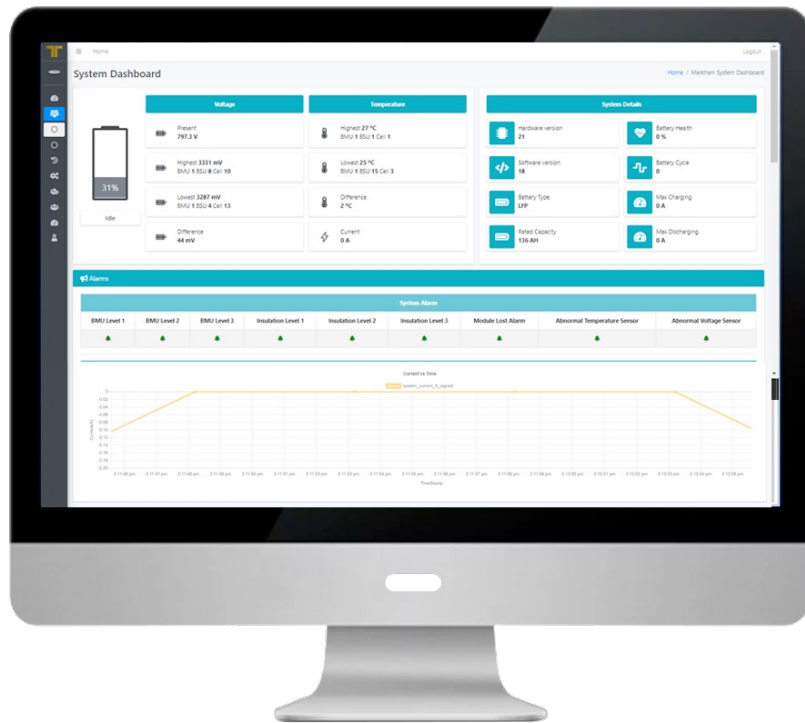 Home
Logout
System Dashboard
Home / Markham System Dashboard
Voltage
Temperature
System Details
31%
Idle
Present
797.3 V
Highest 3331 mV
BMU 1 BSU 8 Cell 10
Lowest 3287 mV
BMU 1 BSU 4 Cell 13
Difference
44 mV
Highest 27 °C
BMU 1 BSU 1 Cell 1
Lowest 25 °C
BMU 1 BSU 15 Cell 3
Difference
2 °C
Current
0 A
Hardware version
21
Software version
18
Battery Type
LFP
Rated Capacity
136 AH
Battery Health
0 %
Battery Cycle
0
Max Charging
0 A
Max Discharging
0 A
Alarms
System Alarm
BMU Level 1 BMU Level 2 BMU Level 3 Insulation Level 1 Insulation Level 2 Insulation Level 3 Module Lost Alarm Abnormal Temperature Sensor Abnormal Voltage Sensor
Current vs Time
Current(A)
TimeStamp